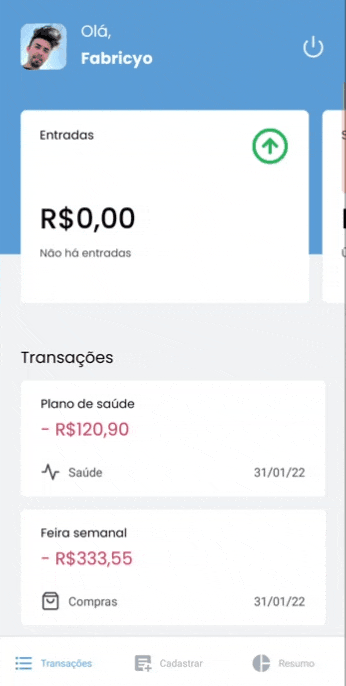 Olá,
Fabricyo
Entradas
R$0,00
Não há entradas
Transações
Plano de saúde
- R$120,90
Saúde 31/01/22
Feira semanal
- R$333,55
Compras 31/01/22
Transações Cadastrar Resumo